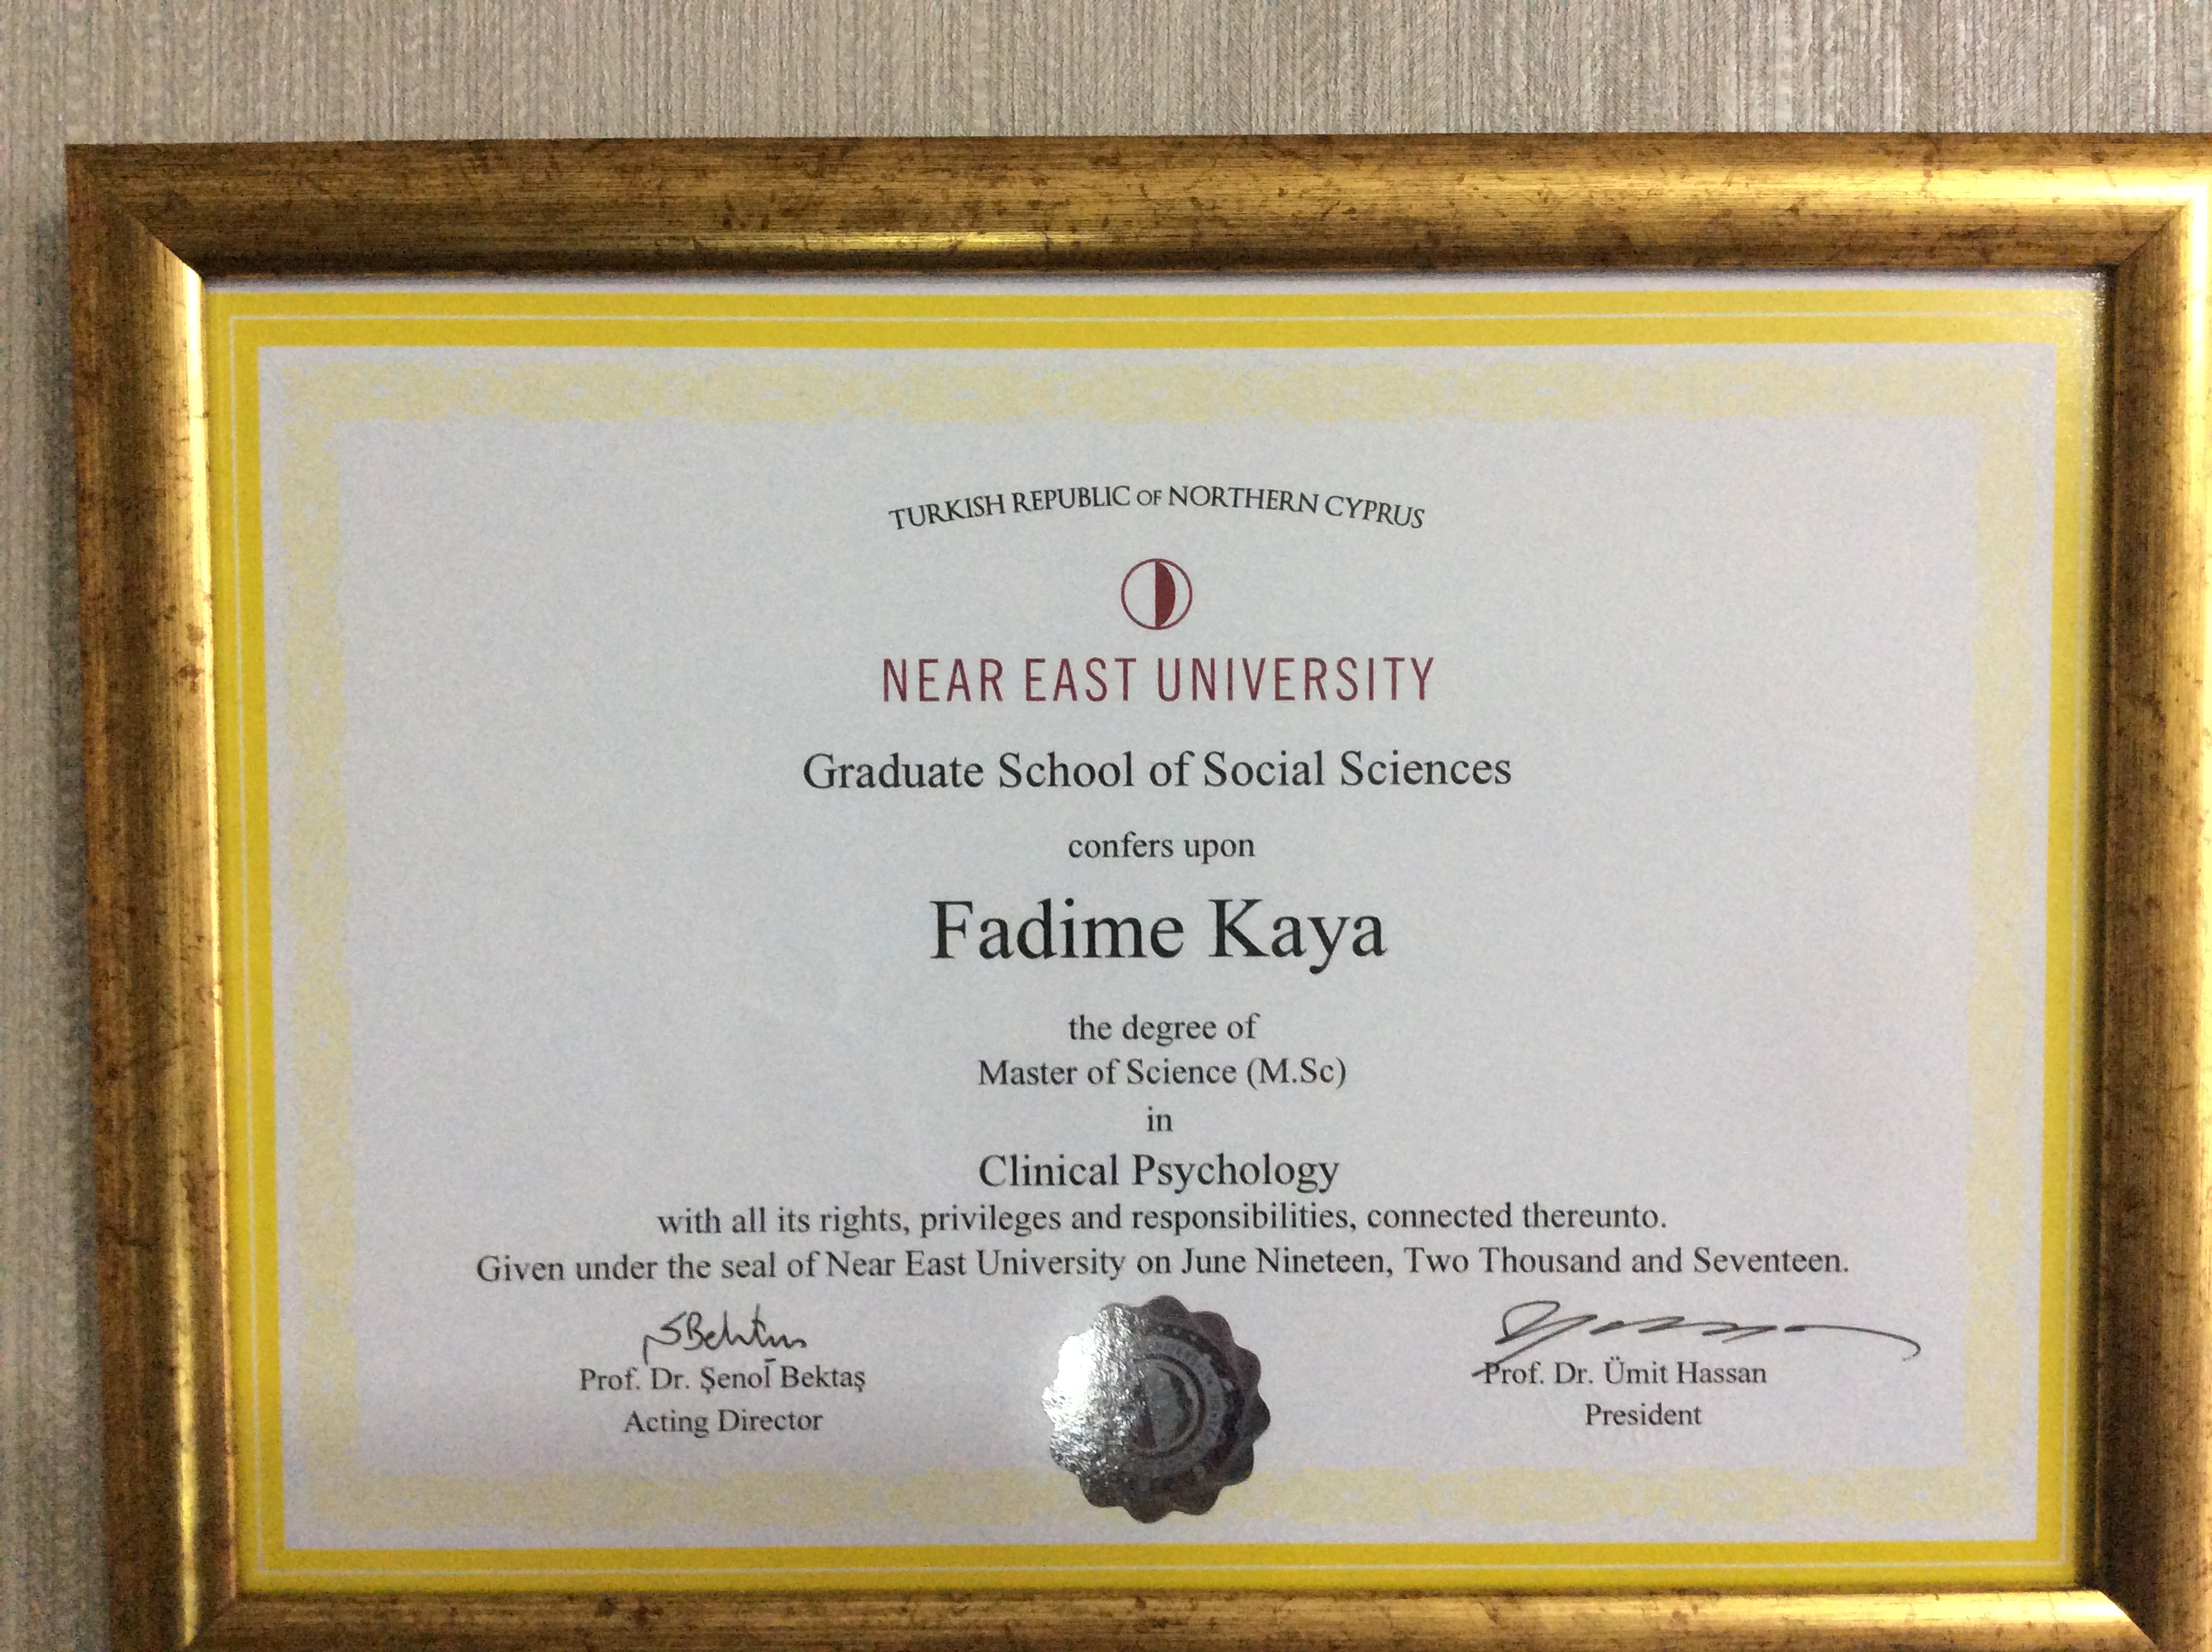 TURKISH REPUBLIC OF NORTHERN CYPRUS
NEAR EAST UNIVERSITY
Graduate School of Social Sciences
confers upon
Fadime Kaya
the degree of
Master of Science (M.Sc)
in
Clinical Psychology
with all its rights, privileges and responsibilities, connected thereunto.
Given under the seal of Near East University on June Nineteen, Two Thousand and Seventeen.
Prof. Dr. Şenol Bektaş
Acting Director
Prof. Dr. Ümit Hassan
President